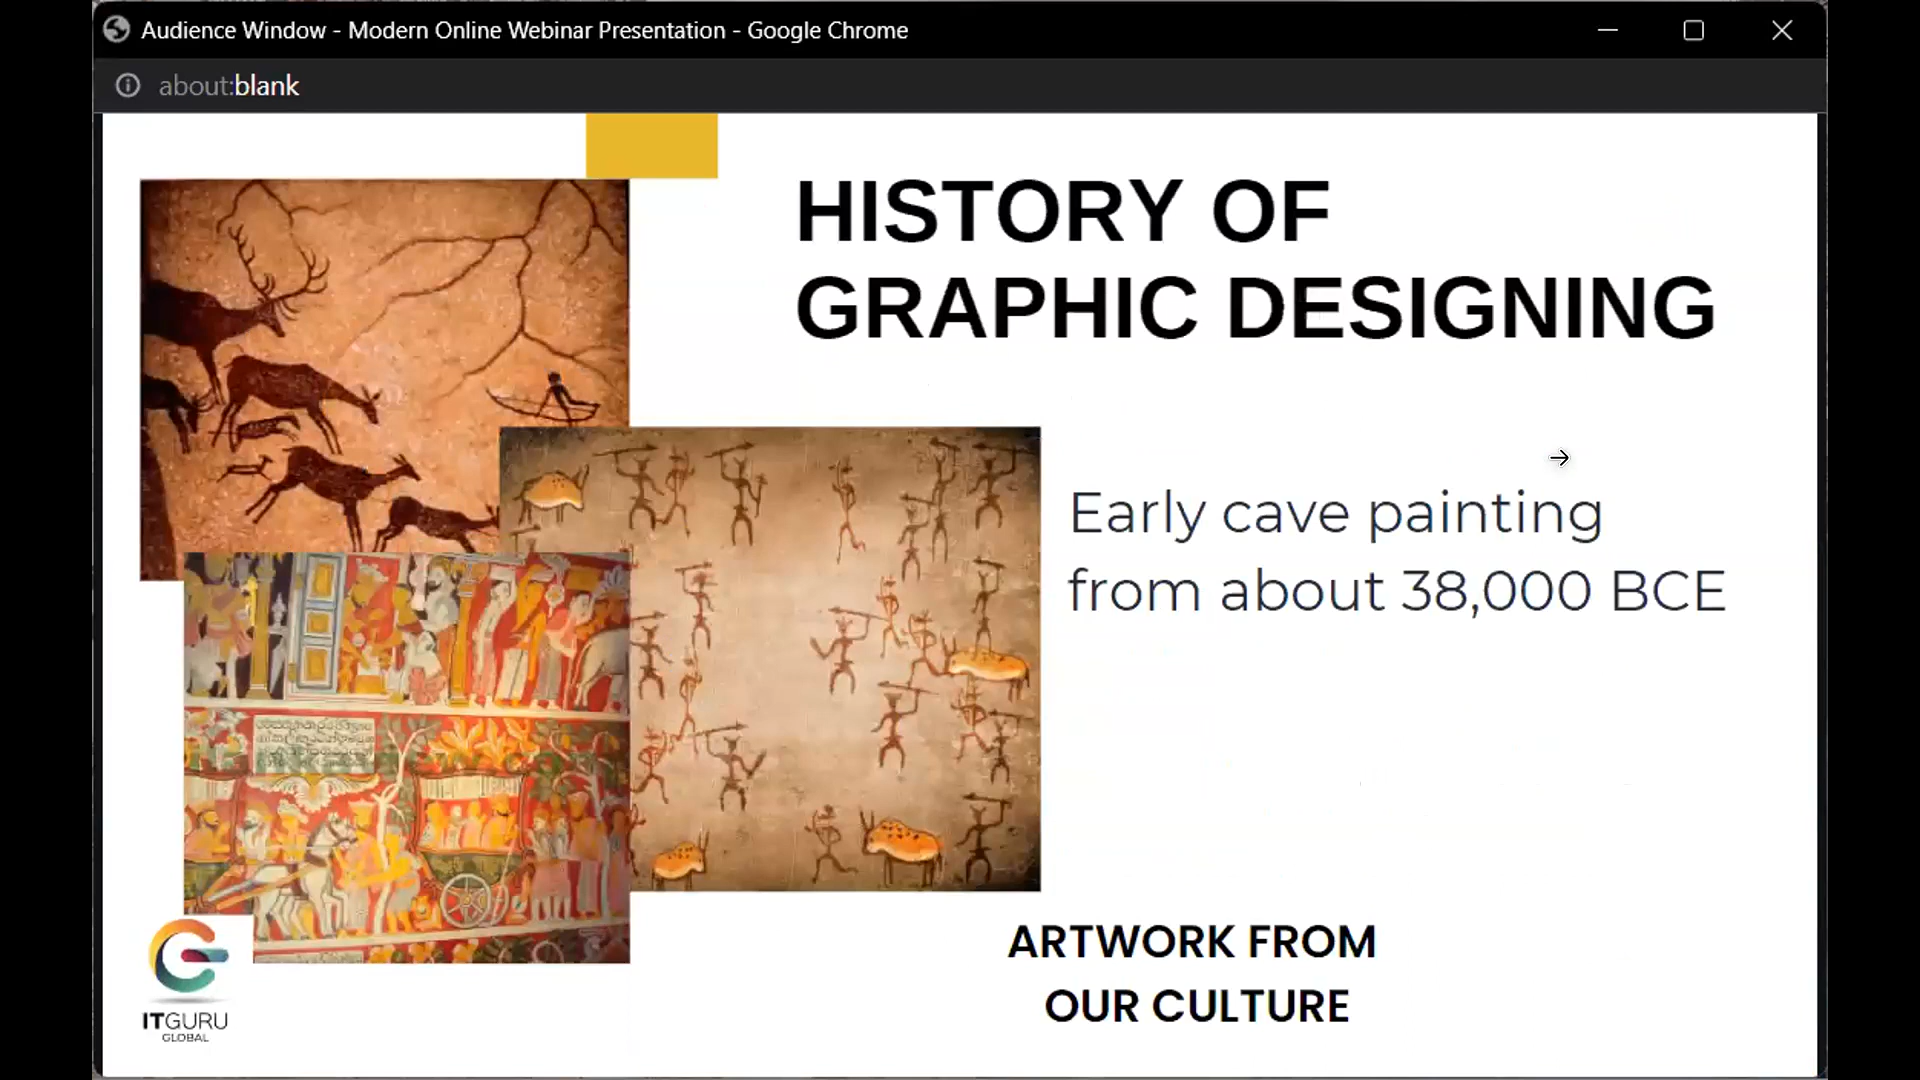 Audience Window - Modern Online Webinar Presentation - Google Chrome
about:blank
HISTORY OF
GRAPHIC DESIGNING
Early cave painting
from about 38,000 BCE
ARTWORK FROM
OUR CULTURE
ITGURU
GLOBAL